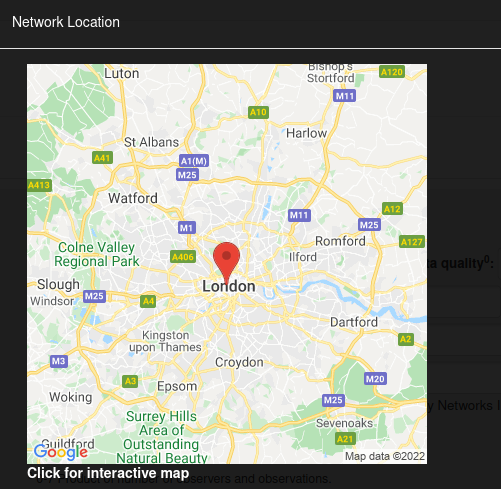 Network Location
Luton
Bishop's
Stortford
A120
M11
A10
Harlow
St Albans
A41
A1(M)
M25
A413
Watford
A12
M11
M25
M1
Romford
A127
Colne Valley
Regional Park
A406
Ilford
ta quality⁰:
Slough
London
Windsor
M25
A4
Dartford
Kingston
upon Thames
A2
M3
Croydon
M20
A3
Epsom
Woking
M25
Surrey Hills
Area of
Outstanding
Natural Beauty
Sevenoaks
y Networks
A21
Guildford
Google
Map data ©2022
Click for interactive map
observers and observations.